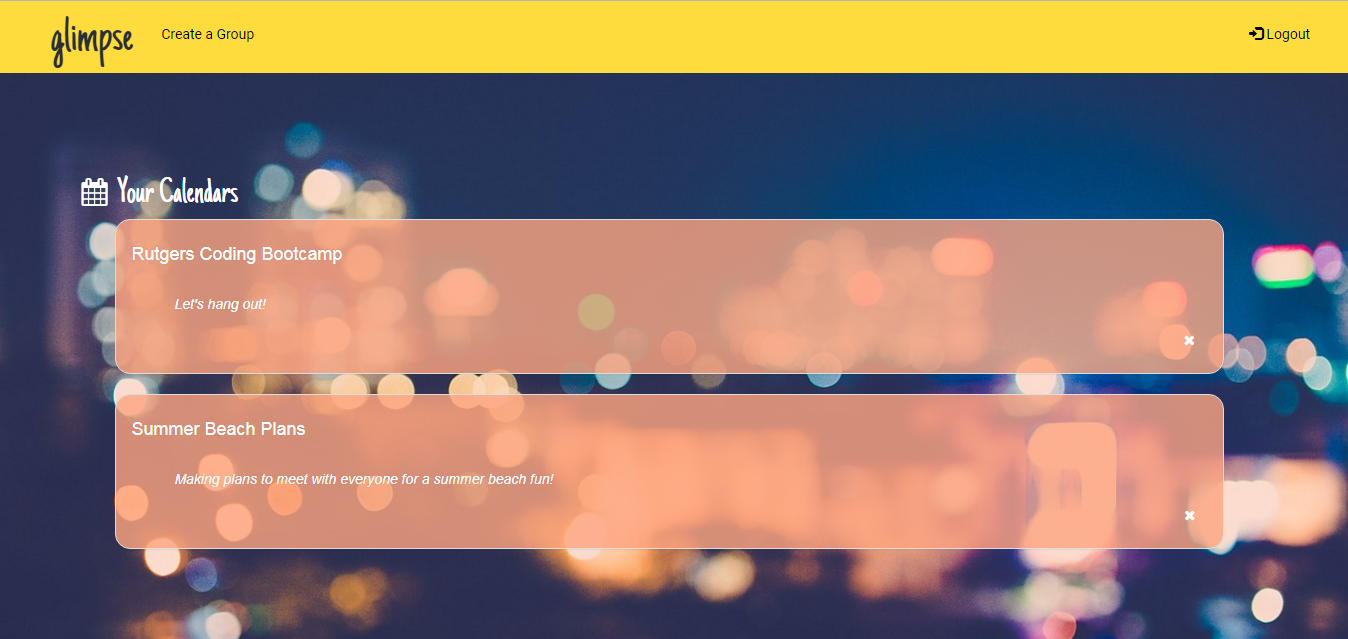 glimpse Create a Group Logout
Your Calendars
Rutgers Coding Bootcamp
Let's hang out!
Summer Beach Plans
Making plans to meet with everyone for a summer beach fun!